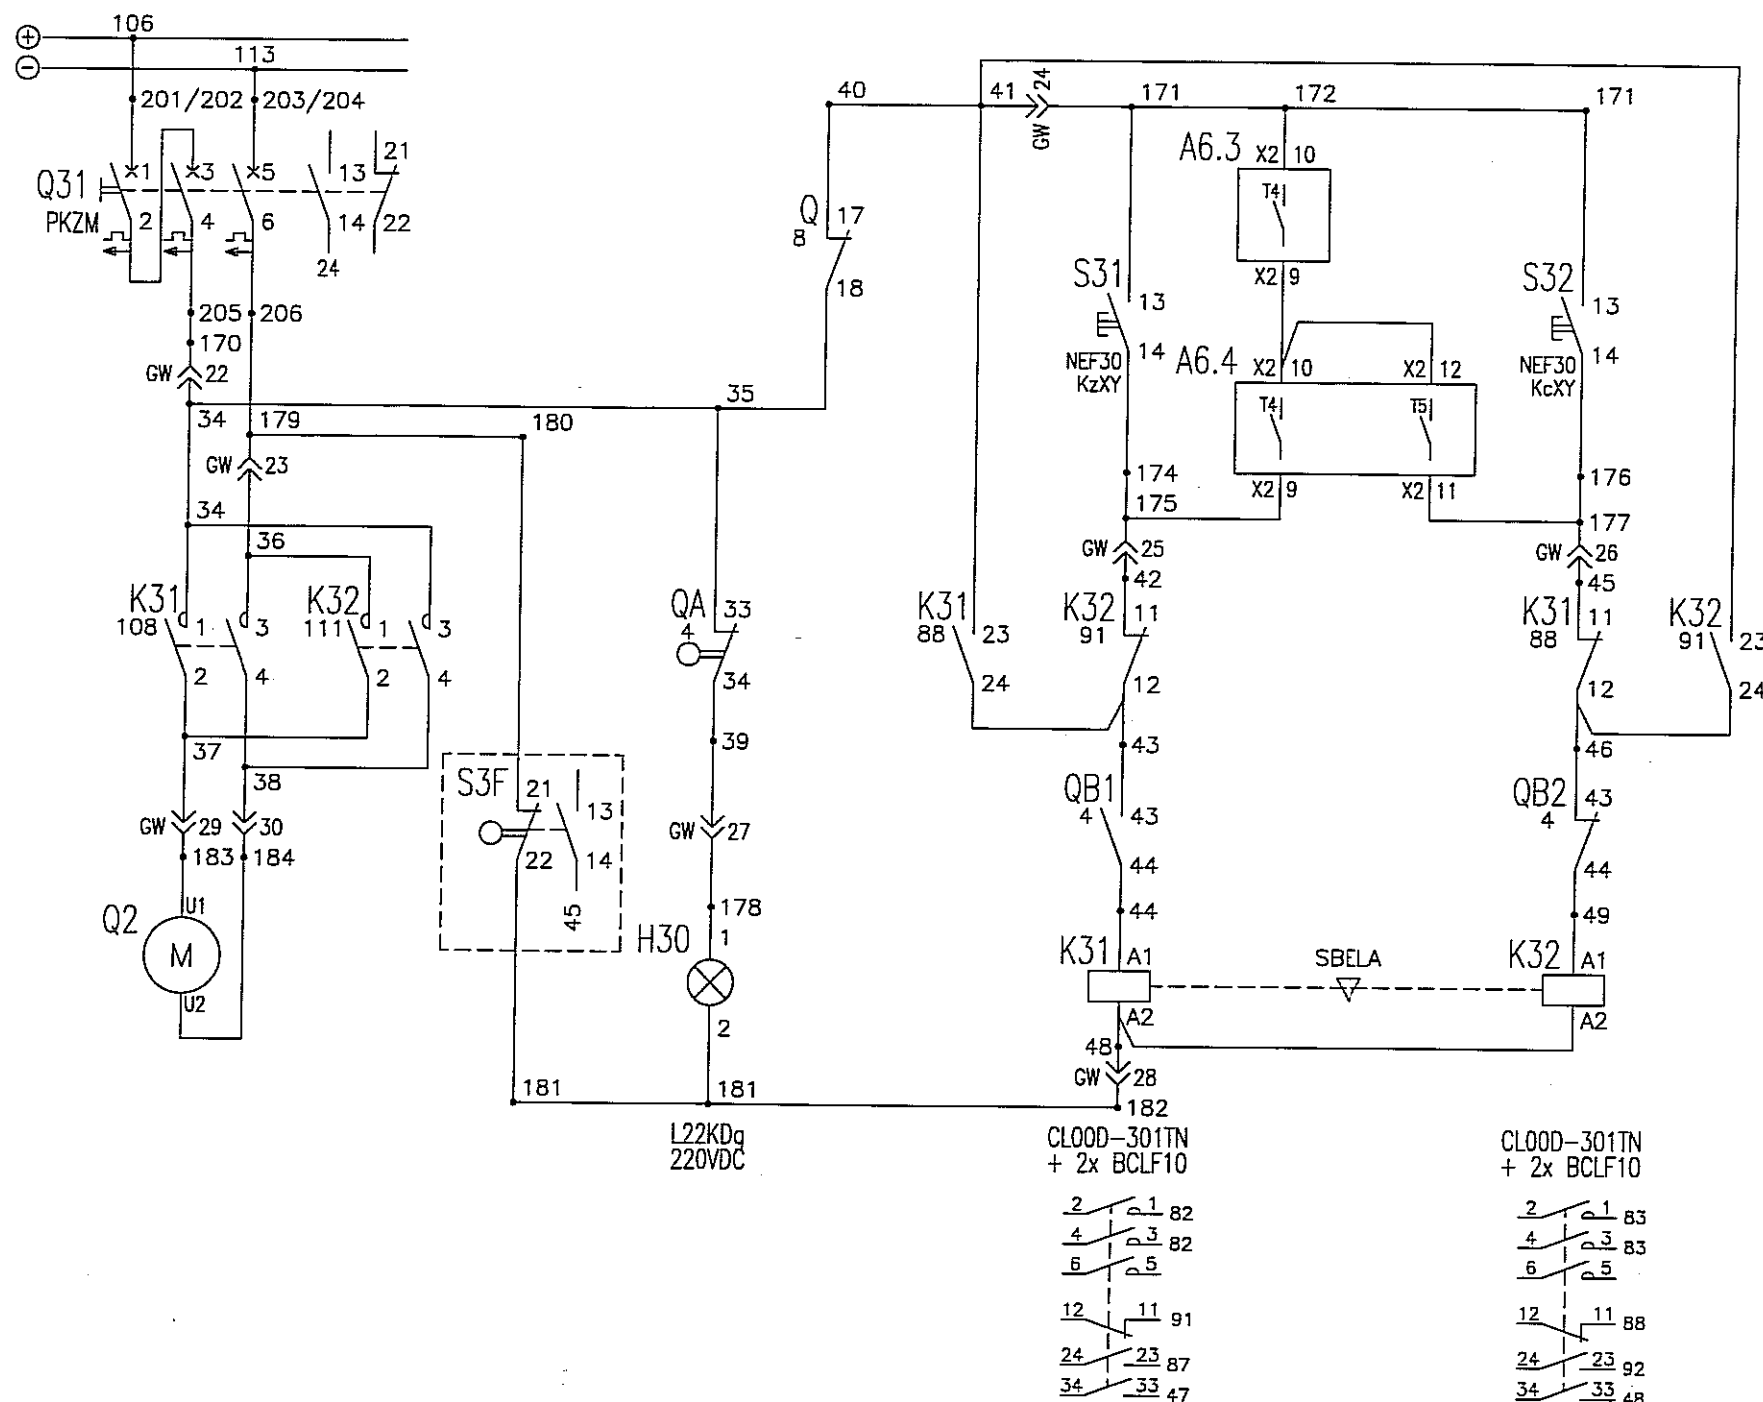 106
113
201/202
203/204
Q31
PKZM
1
3
5
13
21
2
4
6
14
22
24
205
206
170
GW
22
34
179
180
35
GW
23
34
36
K31
108
1
3
2
4
K32
111
1
3
2
4
37
38
GW
29
30
183
184
Q2
U1
M
U2
S3F
21
13
22
14
45
QA
4
33
34
39
GW
27
178
H30
1
2
181
181
L22KDg
220VDC
40
41
24
GW
171
172
171
Q
8
17
18
A6.3
X2
10
T4
X2
9
S31
13
14
NEF30
KzXY
A6.4
X2
10
X2
12
T4
T5
X2
9
X2
11
S32
13
14
NEF30
KcXY
174
175
176
177
GW
25
GW
26
42
45
K31
88
23
24
K32
91
11
12
K31
88
11
12
K32
91
23
24
43
46
QB1
4
43
44
QB2
4
43
44
44
49
K31
A1
A2
SBELA
K32
A1
A2
48
GW
28
182
CL00D-301TN
+ 2x BCLF10
2 1 82
4 3 82
6 5
12 11 91
24 23 87
34 33 47
CL00D-301TN
+ 2x BCLF10
2 1 83
4 3 83
6 5
12 11 88
24 23 92
34 33 48